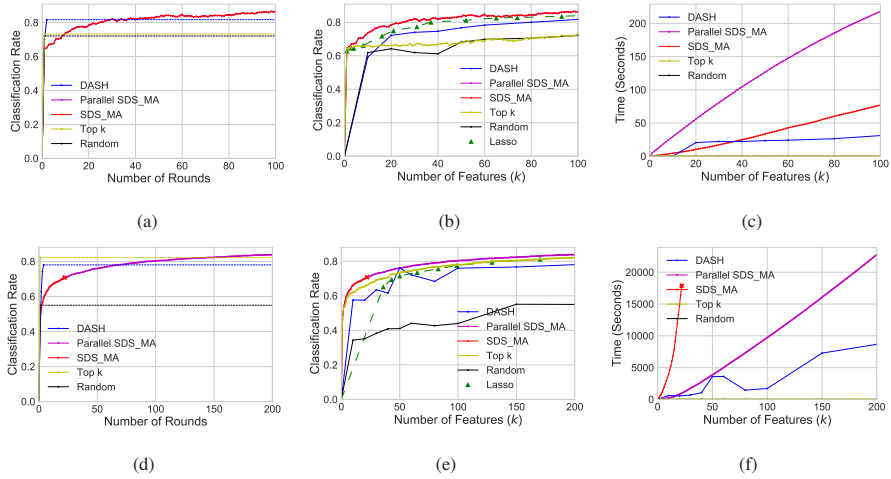 Classification Rate
0.8
0.6
0.4
0.2
0.0
0 20 40 60 80 100
Number of Rounds
DASH
Parallel SDS_MA
SDS_MA
Top k
Random
(a)
Classification Rate
0.8
0.6
0.4
0.2
0.0
0 20 40 60 80 100
Number of Features (k)
DASH
Parallel SDS_MA
SDS_MA
Top k
Random
Lasso
(b)
Time (Seconds)
200
150
100
50
0
0 20 40 60 80 100
Number of Features (k)
DASH
Parallel SDS_MA
SDS_MA
Top k
Random
(c)
Classification Rate
0.8
0.6
0.4
0.2
0.0
0 50 100 150 200
Number of Rounds
DASH
Parallel SDS_MA
SDS_MA
Top k
Random
(d)
Classification Rate
0.8
0.6
0.4
0.2
0.0
0 50 100 150 200
Number of Features (k)
DASH
Parallel SDS_MA
SDS_MA
Top k
Random
Lasso
(e)
Time (Seconds)
20000
15000
10000
5000
0
0 50 100 150 200
Number of Features (k)
DASH
Parallel SDS_MA
SDS_MA
Top k
Random
(f)